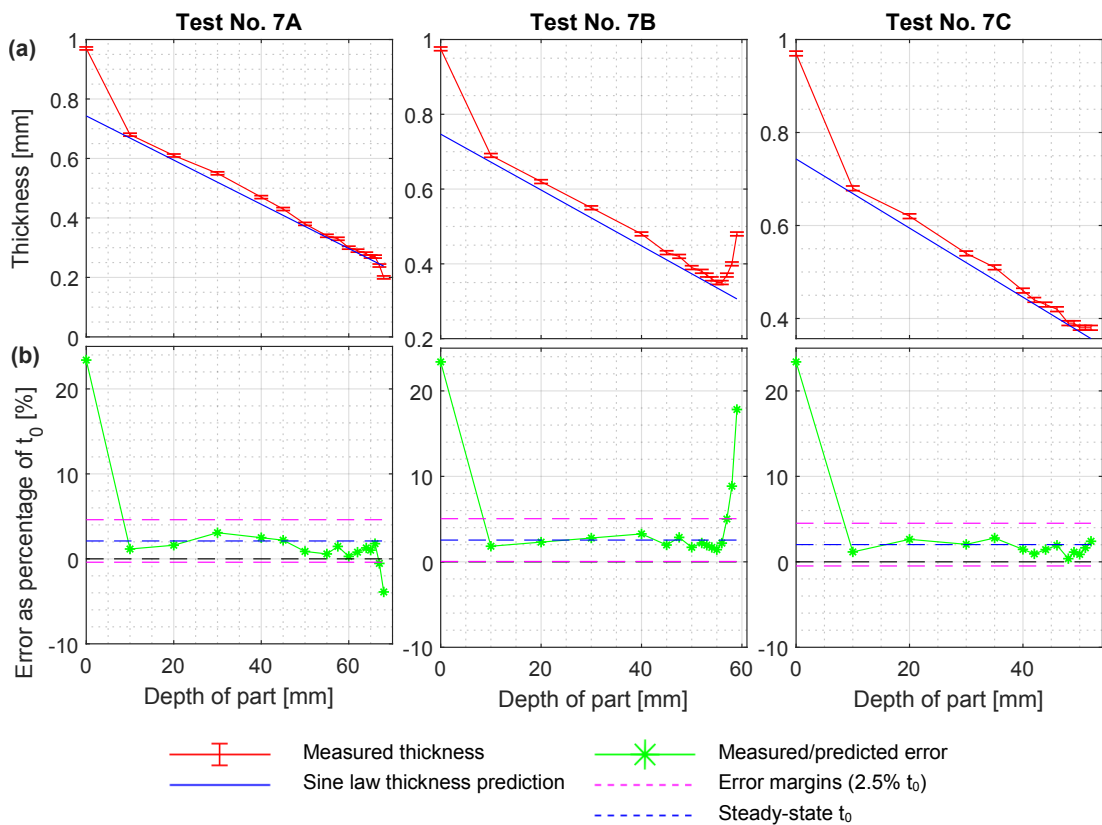 Test No. 7A
Test No. 7B
Test No. 7C
(a)
Thickness [mm]
1
0.8
0.6
0.4
0.2
0
1
0.8
0.6
0.4
0.2
1
0.8
0.6
0.4
(b)
Error as percentage of t₀ [%]
20
10
0
-10
20
10
0
-10
20
10
0
-10
0 20 40 60
0 20 40 60
0 20 40
Depth of part [mm]
Depth of part [mm]
Depth of part [mm]
Measured thickness
Sine law thickness prediction
Measured/predicted error
Error margins (2.5% t₀)
Steady-state t₀